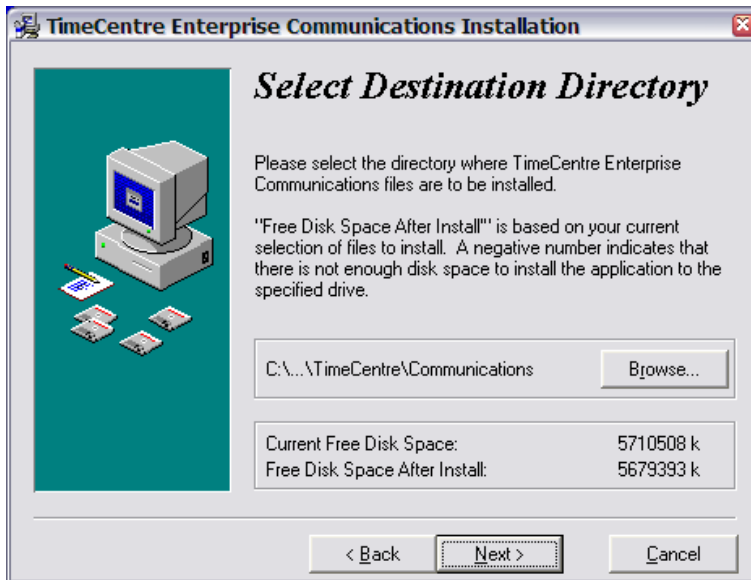 TimeCentre Enterprise Communications Installation
Select Destination Directory
Please select the directory where TimeCentre Enterprise
Communications files are to be installed.
"Free Disk Space After Install"" is based on your current
selection of files to install.  A negative number indicates that
there is not enough disk space to install the application to the
specified drive.
C:\...\TimeCentre\Communications
Browse...
Current Free Disk Space: 5710508 k
Free Disk Space After Install: 5679393 k
< Back
Next >
Cancel